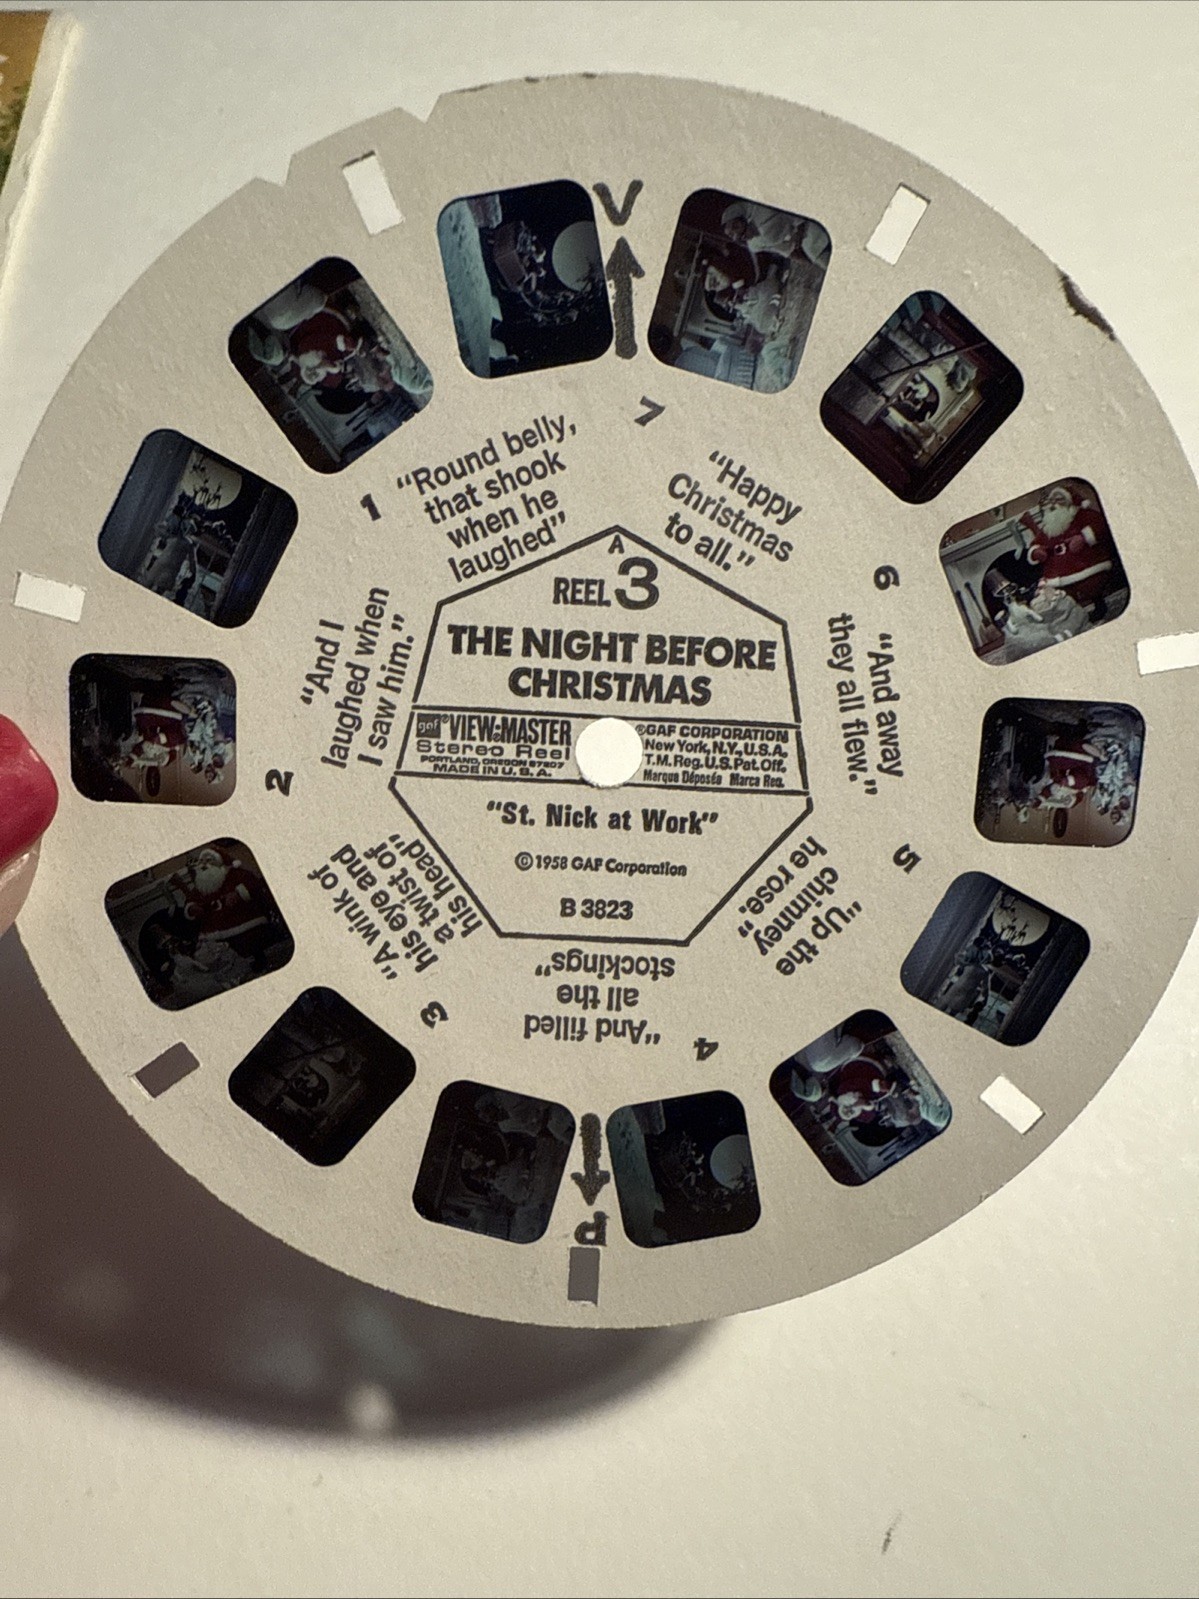 V
7
1
"Round belly,
that shook
when he
laughed"
"Happy
Christmas
to all."
A
REEL 3
THE NIGHT BEFORE
CHRISTMAS
gaf® VIEW-MASTER
Stereo Reel
PORTLAND, OREGON 97207
MADE IN U.S.A.
©GAF CORPORATION
New York, N.Y., U.S.A.
T.M. Reg. U.S. Pat. Off.
Marque Déposée Marca Reg.
"St. Nick at Work"
© 1958 GAF Corporation
B 3823
2
"And I
laughed when
I saw him."
3
"A wink of
his eye and
a twist of
his head"
4
"And filled
all the
stockings"
5
"Up the
chimney
he rose."
6
"And away
they all flew."
P